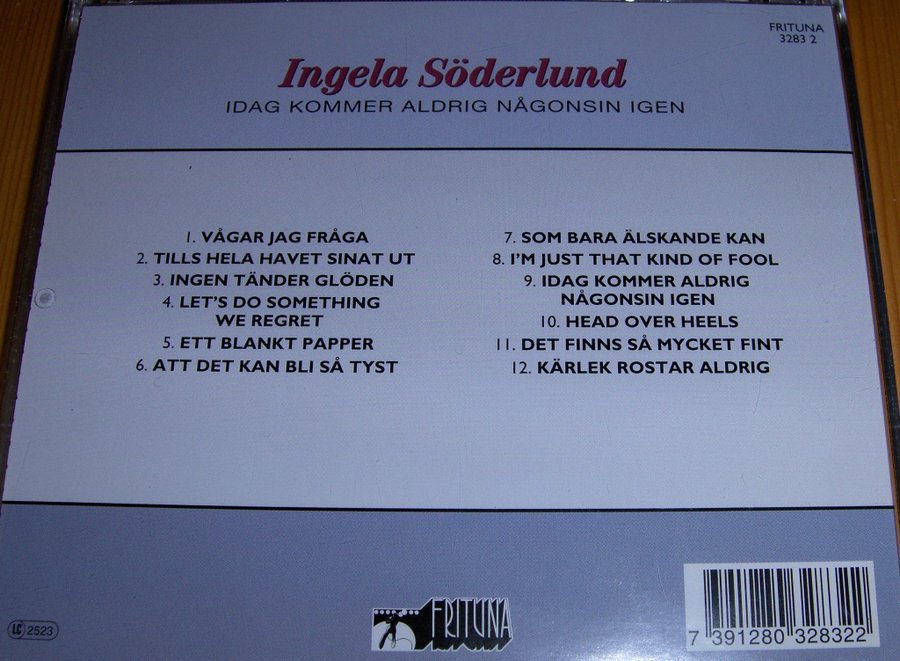 FRITUNA
3283 2
Ingela Söderlund
IDAG KOMMER ALDRIG NÅGONSIN IGEN
1. VÅGAR JAG FRÅGA
2. TILLS HELA HAVET SINAT UT
3. INGEN TÄNDER GLÖDEN
4. LET'S DO SOMETHING
WE REGRET
5. ETT BLANKT PAPPER
6. ATT DET KAN BLI SÅ TYST
7. SOM BARA ÄLSKANDE KAN
8. I'M JUST THAT KIND OF FOOL
9. IDAG KOMMER ALDRIG
NÅGONSIN IGEN
10. HEAD OVER HEELS
11. DET FINNS SÅ MYCKET FINT
12. KÄRLEK ROSTAR ALDRIG
LC 2523
FRITUNA
7 391280 328322